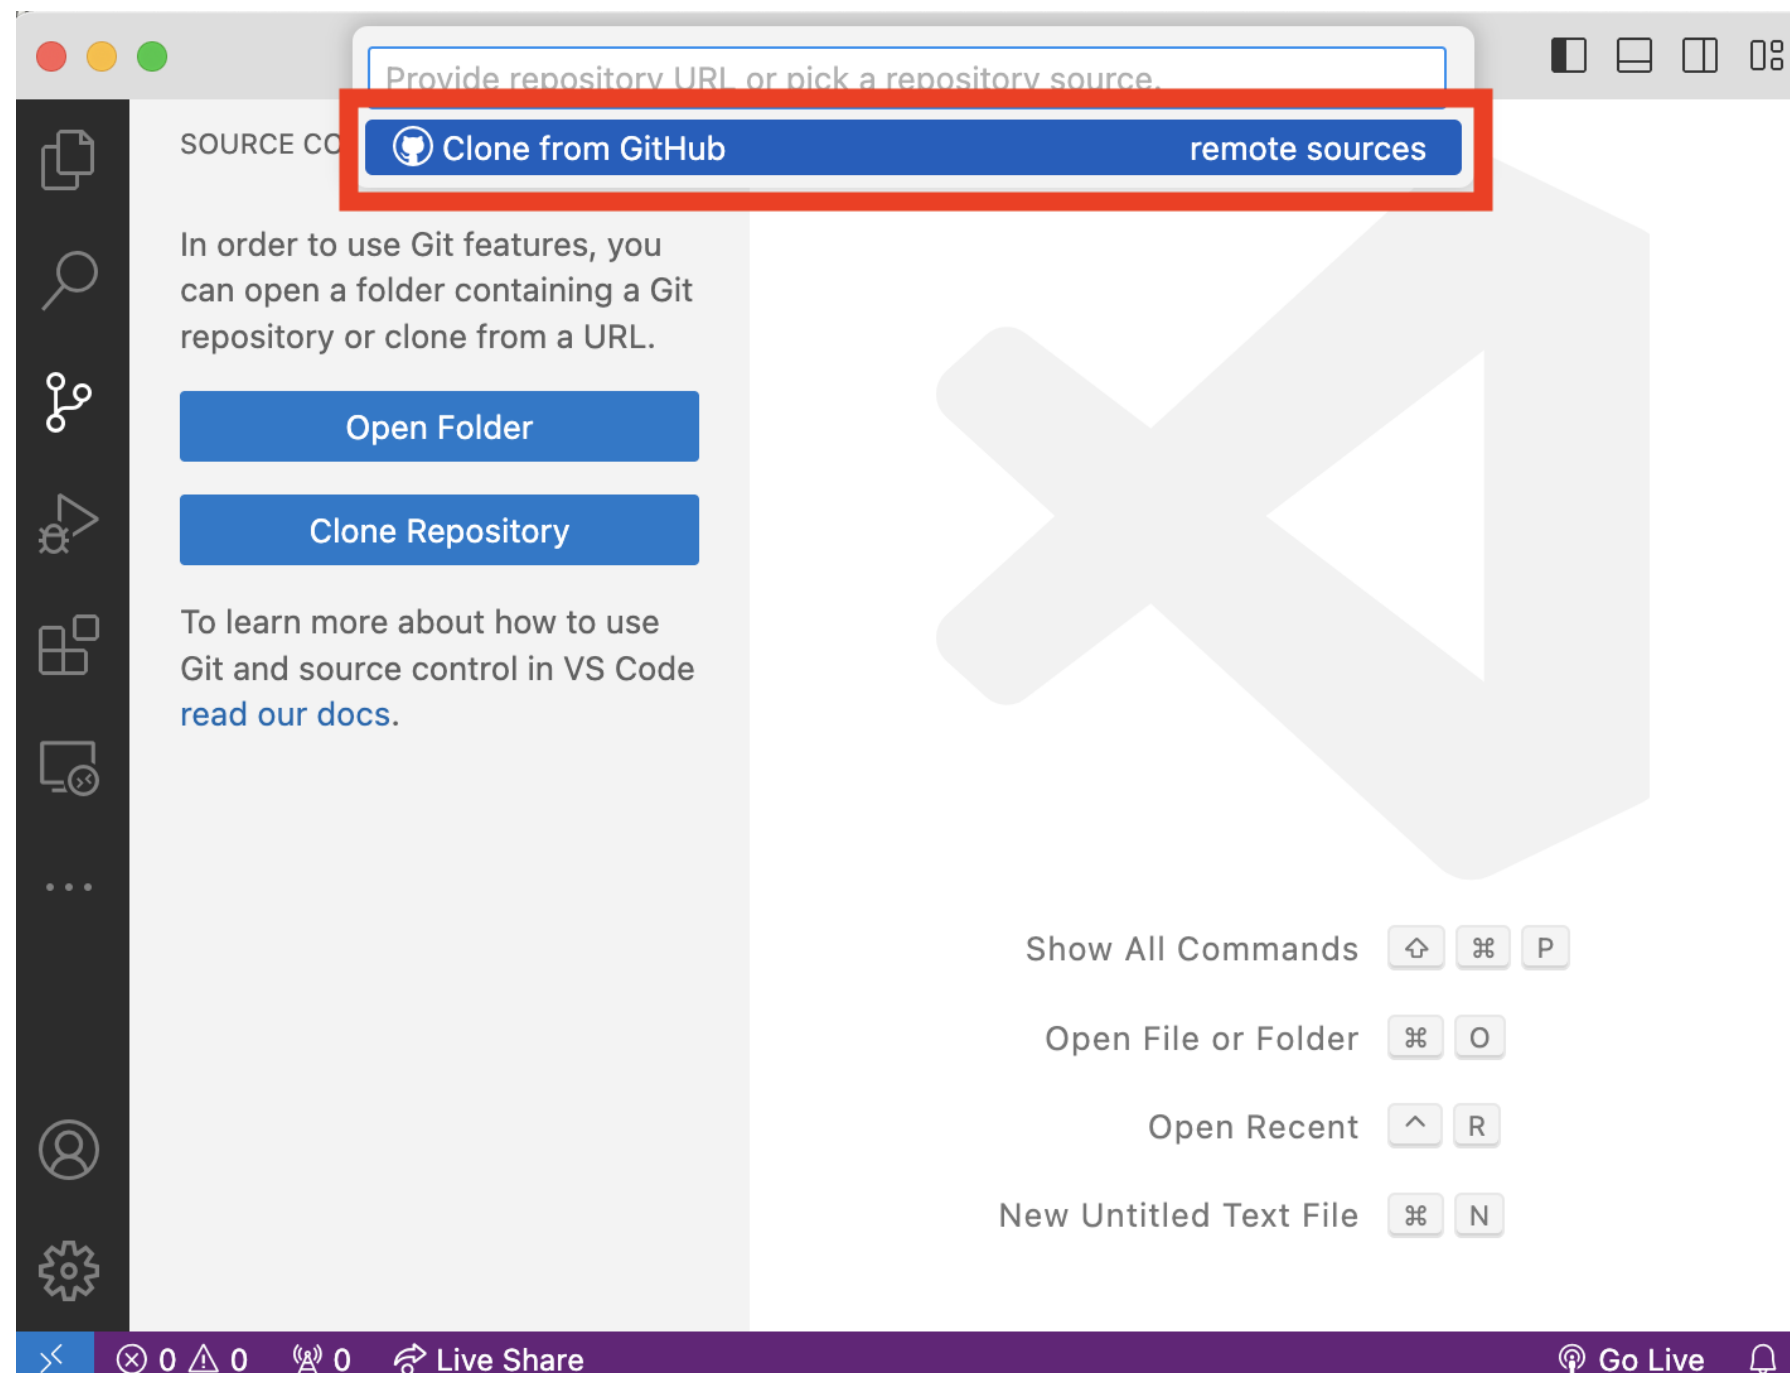 Provide repository URL or pick a repository source.
Clone from GitHub remote sources
SOURCE CO
In order to use Git features, you
can open a folder containing a Git
repository or clone from a URL.
Open Folder
Clone Repository
To learn more about how to use
Git and source control in VS Code
read our docs.
Show All Commands ⇧ ⌘ P
Open File or Folder ⌘ O
Open Recent ^ R
New Untitled Text File ⌘ N
0 0 0 Live Share Go Live